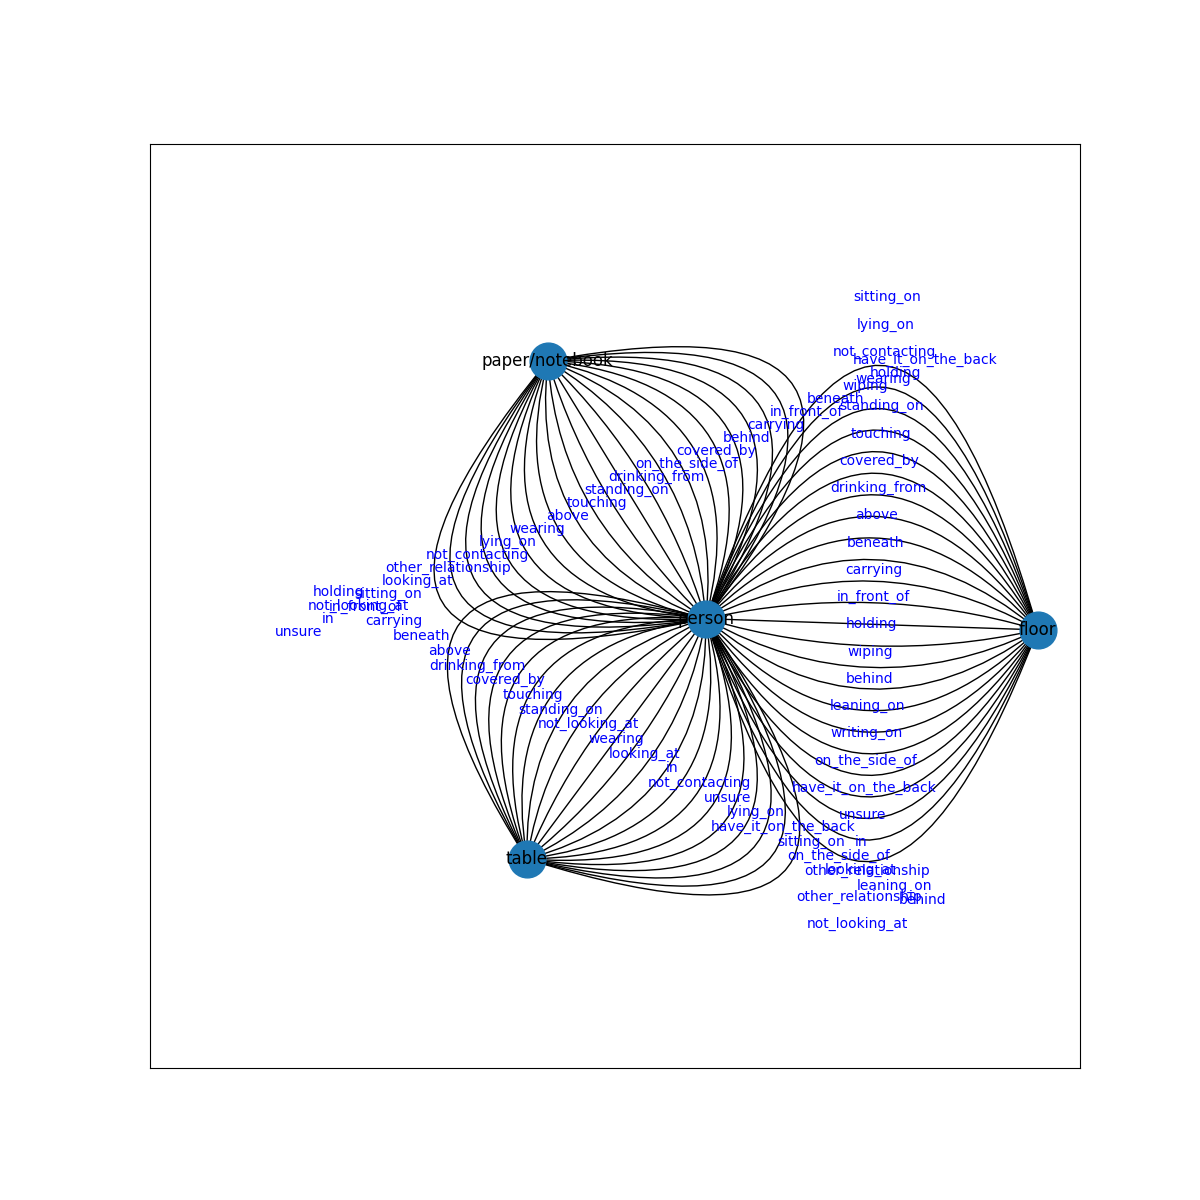 sitting_on
lying_on
not_contacting
have_it_on_the_back
paper/notebook
holding
wearing
wiping
beneath
standing_on
in_front_of
carrying
touching
behind
covered_by
covered_by
on_the_side_of
drinking_from
drinking_from
standing_on
touching
above
above
wearing
lying_on
beneath
not_contacting
other_relationship
carrying
looking_at
holding
sitting_on
in_front_of
not_looking_at
in_front_of
in
person
carrying
holding
floor
unsure
beneath
above
wiping
drinking_from
covered_by
behind
touching
leaning_on
standing_on
not_looking_at
writing_on
wearing
looking_at
on_the_side_of
in
not_contacting
have_it_on_the_back
unsure
lying_on
unsure
have_it_on_the_back
sitting_on
in
on_the_side_of
table
other_relationship
looking_at
leaning_on
other_relationship
behind
not_looking_at